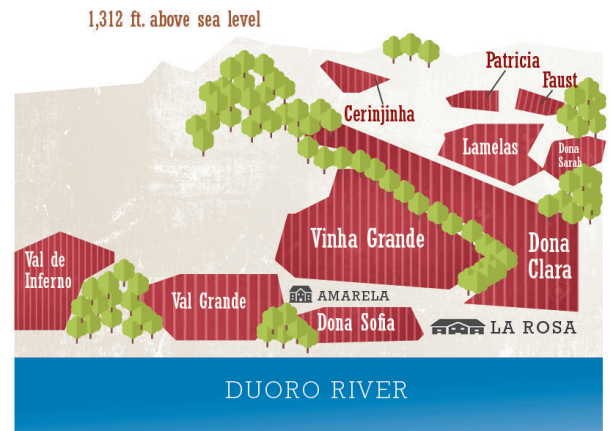 1,312 ft. above sea level
Patricia
Faust
Cerinjinha
Lamelas
Dona
Sarah
Vinha Grande
Dona
Clara
Val de
Inferno
Val Grande
AMARELA
Dona Sofia
LA ROSA
DUORO RIVER